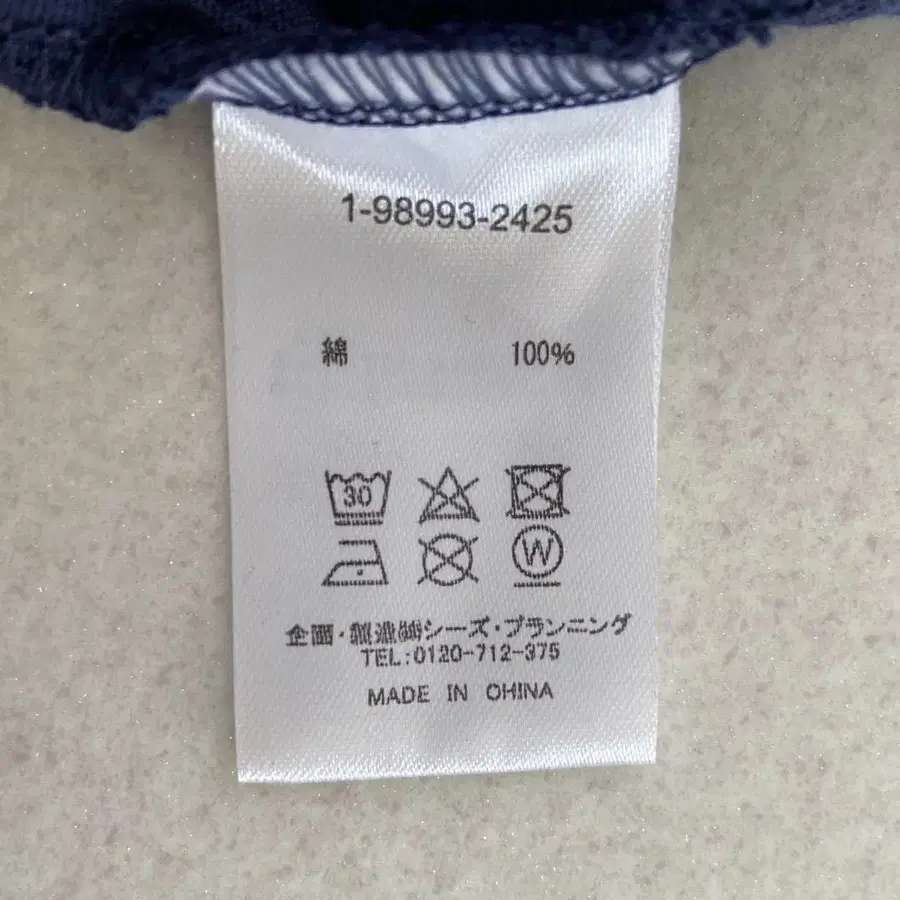 1-98993-2425
綿 100%
30
W
企画・製造㈱シーズ・プランニング
TEL:0120-712-375
MADE IN CHINA